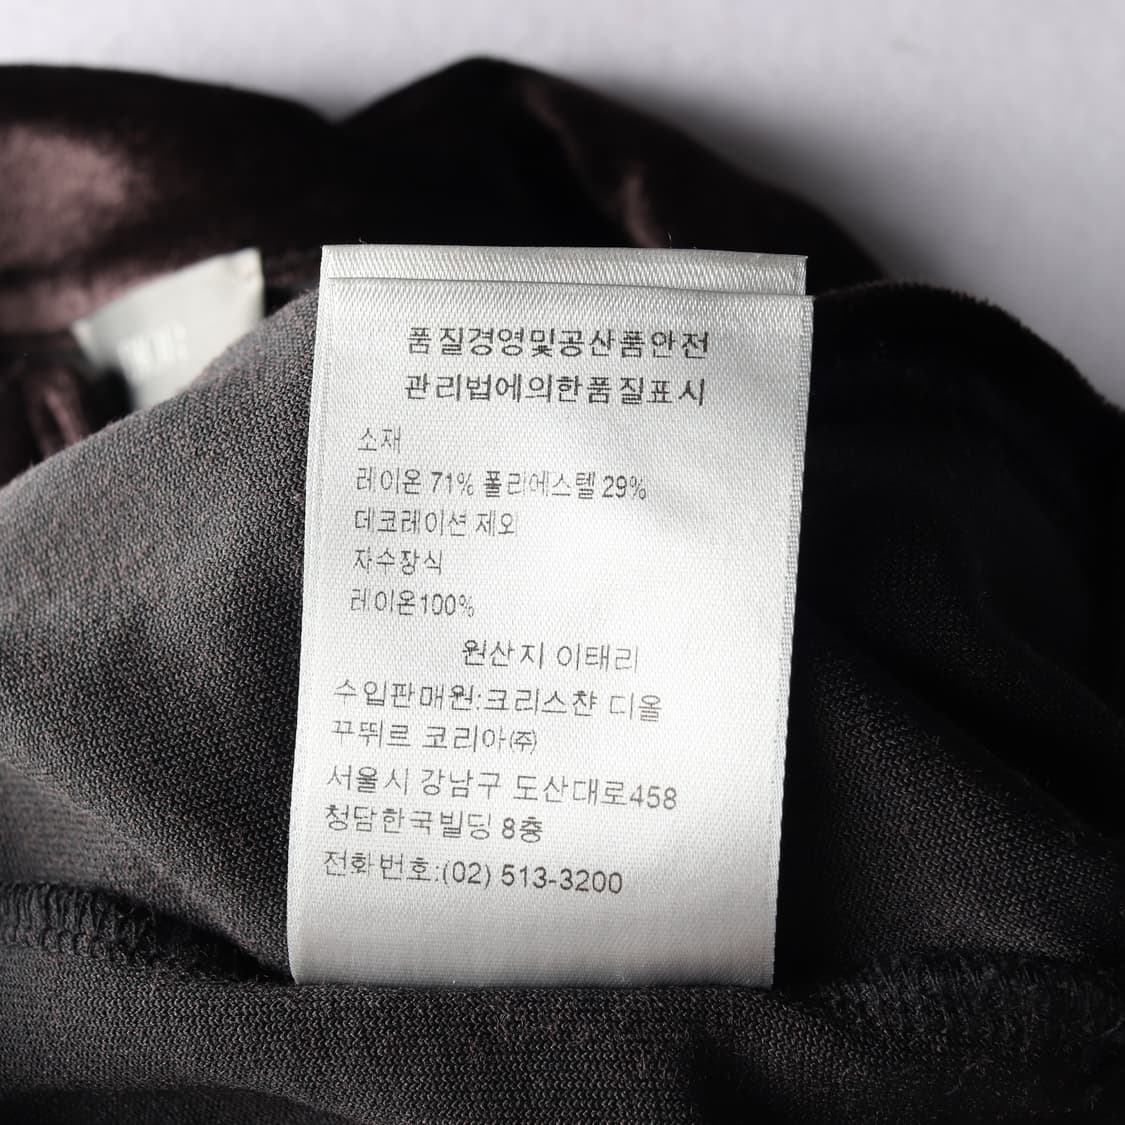 품질경영및공산품안전
관리법에의한품질표시
소재
레이온 71% 폴리에스텔 29%
데코레이션 제외
자수장식
레이온100%
원산지 이태리
수입판매원:크리스챤 디올
꾸뛰르 코리아㈜
서울시 강남구 도산대로458
청담한국빌딩 8층
전화번호:(02) 513-3200